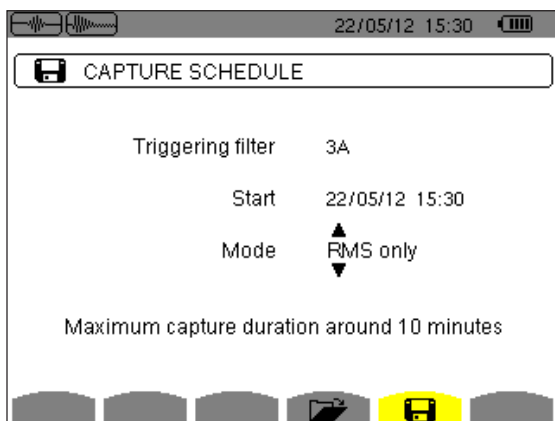 22/05/12 15:30
CAPTURE SCHEDULE
Triggering filter 3A
Start 22/05/12 15:30
Mode RMS only
Maximum capture duration around 10 minutes